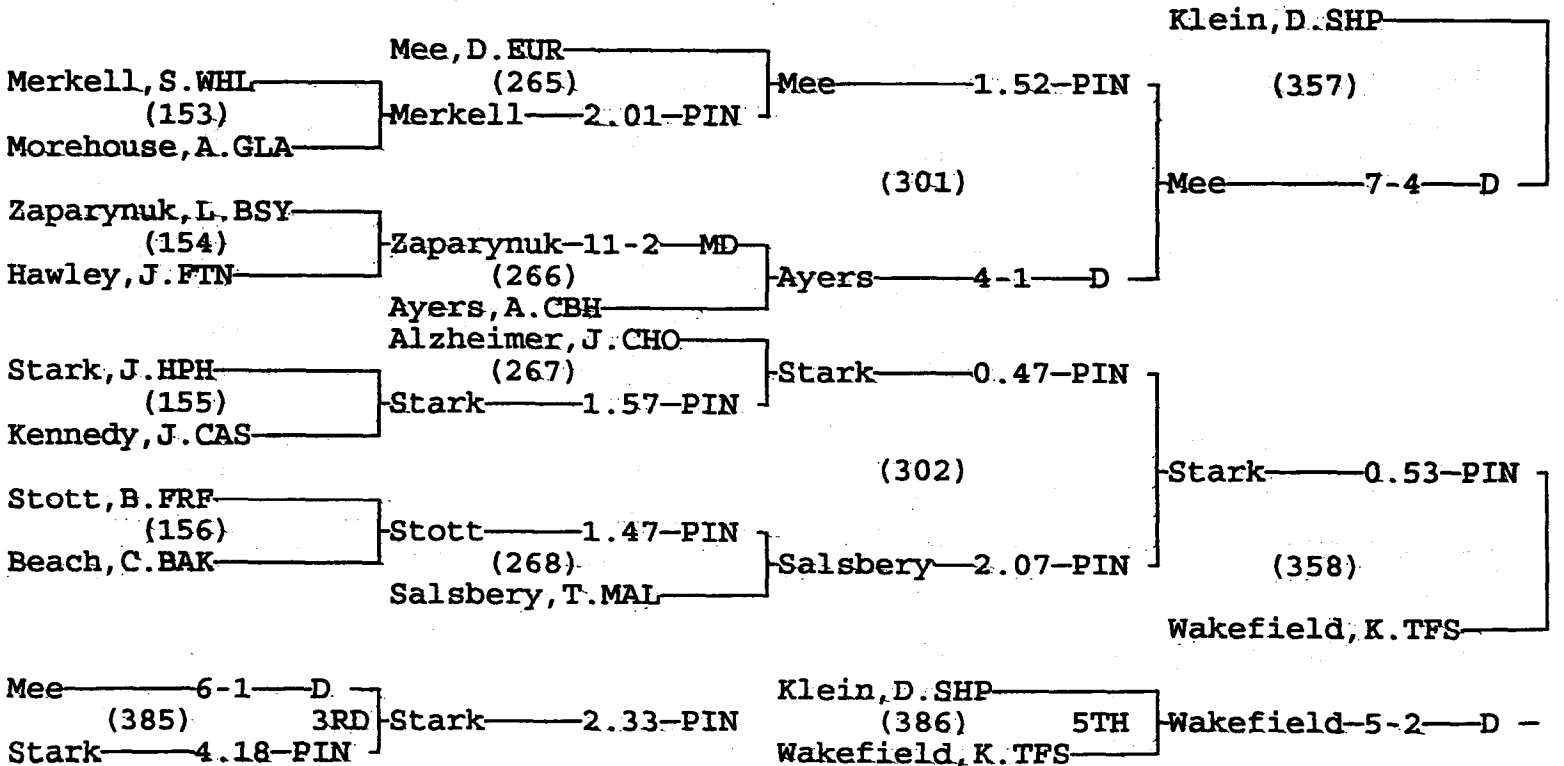 Klein,D.SHP
Mee,D.EUR
Merkell,S.WHL (265) Mee 1.52-PIN (357)
(153) Merkell 2.01-PIN
Morehouse,A.GLA
(301) Mee 7-4 D
Zaparynuk,L.BSY
(154) Zaparynuk 11-2 MD
Hawley,J.FTN (266) Ayers 4-1 D
Ayers,A.CBH
Alzheimer,J.CHO
Stark,J.HPH (267) Stark 0.47-PIN
(155) Stark 1.57-PIN
Kennedy,J.CAS
(302) Stark 0.53-PIN
Stott,B.FRF
(156) Stott 1.47-PIN
Beach,C.BAK (268) Salsbery 2.07-PIN (358)
Salsbery,T.MAL
Wakefield,K.TFS
Mee 6-1 D Klein,D.SHP
(385) 3RD Stark 2.33-PIN (386) 5TH Wakefield 5-2 D
Stark 4.18-PIN Wakefield,K.TFS